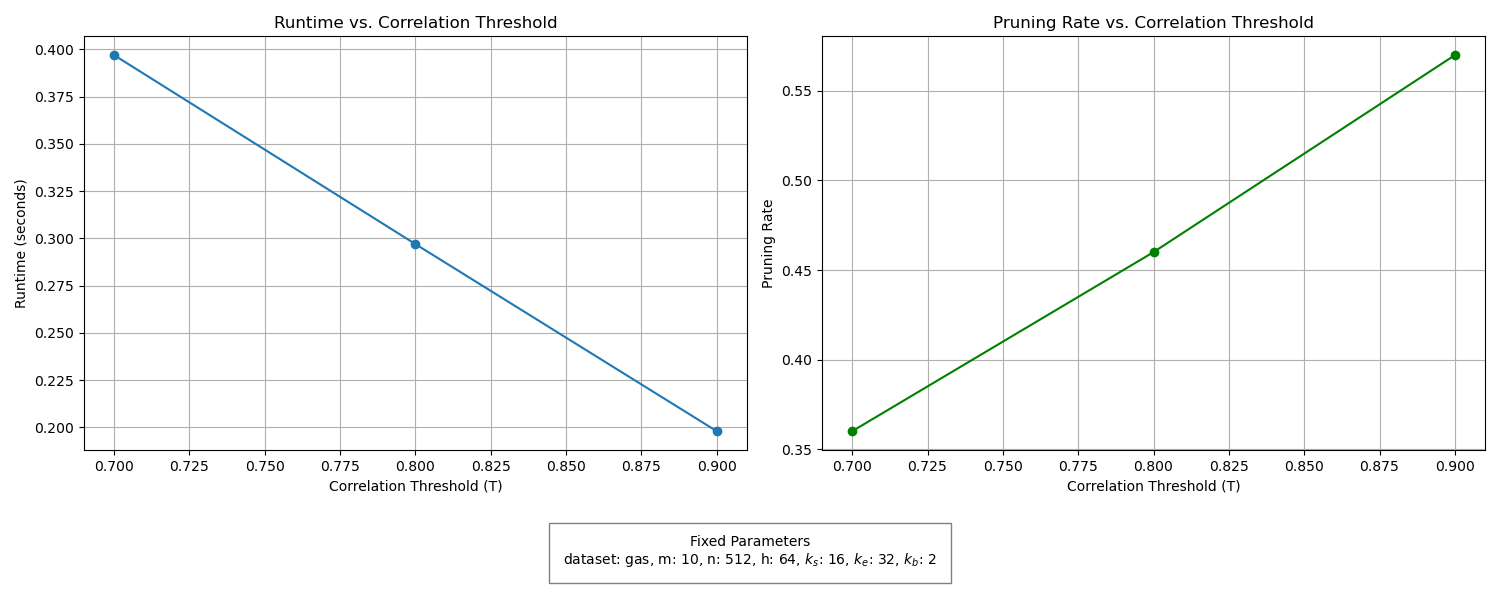 Runtime vs. Correlation Threshold
0.400
0.375
0.350
0.325
0.300
0.275
0.250
0.225
0.200
Runtime (seconds)
0.700 0.725 0.750 0.775 0.800 0.825 0.850 0.875 0.900
Correlation Threshold (T)
Pruning Rate vs. Correlation Threshold
0.55
0.50
0.45
0.40
0.35
Pruning Rate
0.700 0.725 0.750 0.775 0.800 0.825 0.850 0.875 0.900
Correlation Threshold (T)
Fixed Parameters
dataset: gas, m: 10, n: 512, h: 64, kₛ: 16, kₑ: 32, k_b: 2